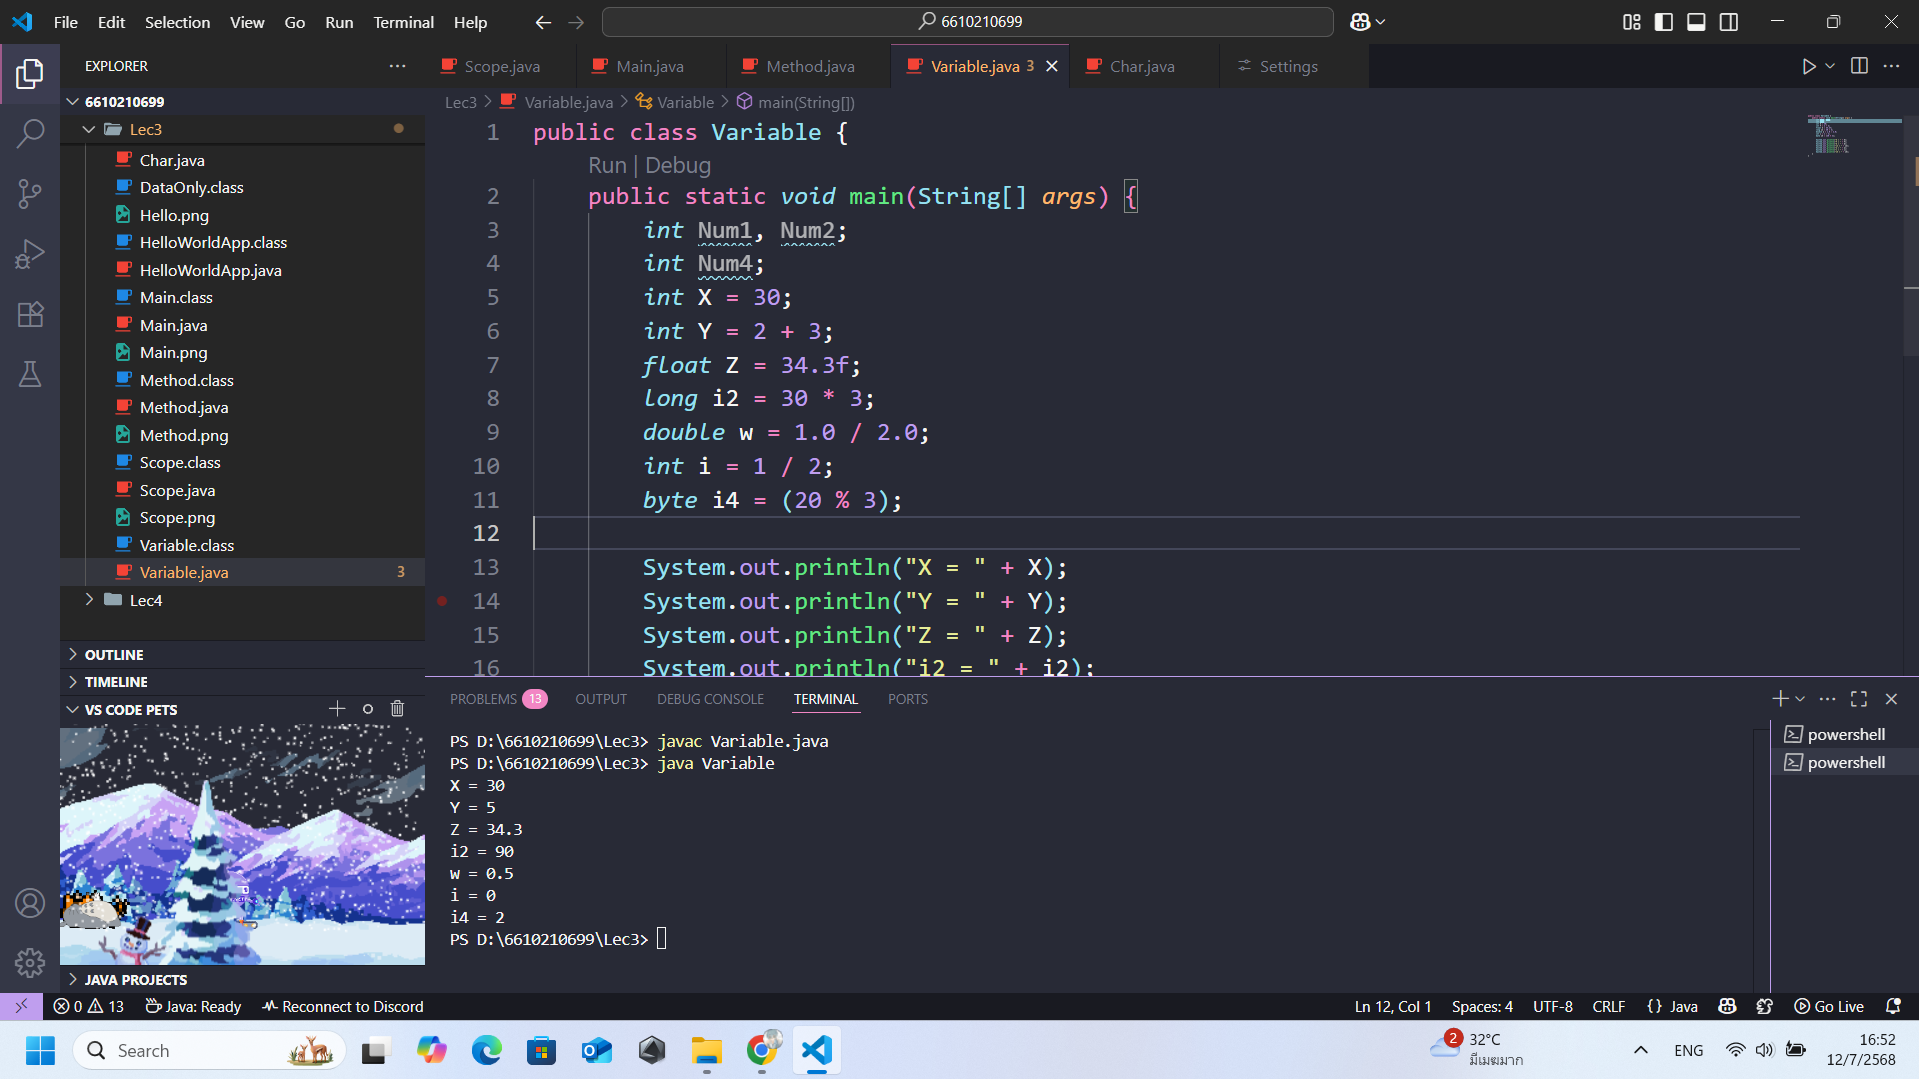 File Edit Selection View Go Run Terminal Help
6610210699
EXPLORER
Scope.java
Main.java
Method.java
Variable.java 3
Char.java
Settings
6610210699
Lec3
Char.java
DataOnly.class
Hello.png
HelloWorldApp.class
HelloWorldApp.java
Main.class
Main.java
Main.png
Method.class
Method.java
Method.png
Scope.class
Scope.java
Scope.png
Variable.class
Variable.java 3
Lec4
OUTLINE
TIMELINE
VS CODE PETS
JAVA PROJECTS
Lec3 > Variable.java > Variable > main(String[])
1 public class Variable {
Run | Debug
2 public static void main(String[] args) {
3 int Num1, Num2;
4 int Num4;
5 int X = 30;
6 int Y = 2 + 3;
7 float Z = 34.3f;
8 long i2 = 30 * 3;
9 double w = 1.0 / 2.0;
10 int i = 1 / 2;
11 byte i4 = (20 % 3);
12
13 System.out.println("X = " + X);
14 System.out.println("Y = " + Y);
15 System.out.println("Z = " + Z);
16 System.out.println("i2 = " + i2);
PROBLEMS 13 OUTPUT DEBUG CONSOLE TERMINAL PORTS
PS D:\6610210699\Lec3> javac Variable.java
PS D:\6610210699\Lec3> java Variable
X = 30
Y = 5
Z = 34.3
i2 = 90
w = 0.5
i = 0
i4 = 2
PS D:\6610210699\Lec3>
powershell
powershell
0 13 Java: Ready Reconnect to Discord
Ln 12, Col 1 Spaces: 4 UTF-8 CRLF {} Java Go Live
Search
2 32°C
มีเมฆมาก
ENG
16:52
12/7/2568